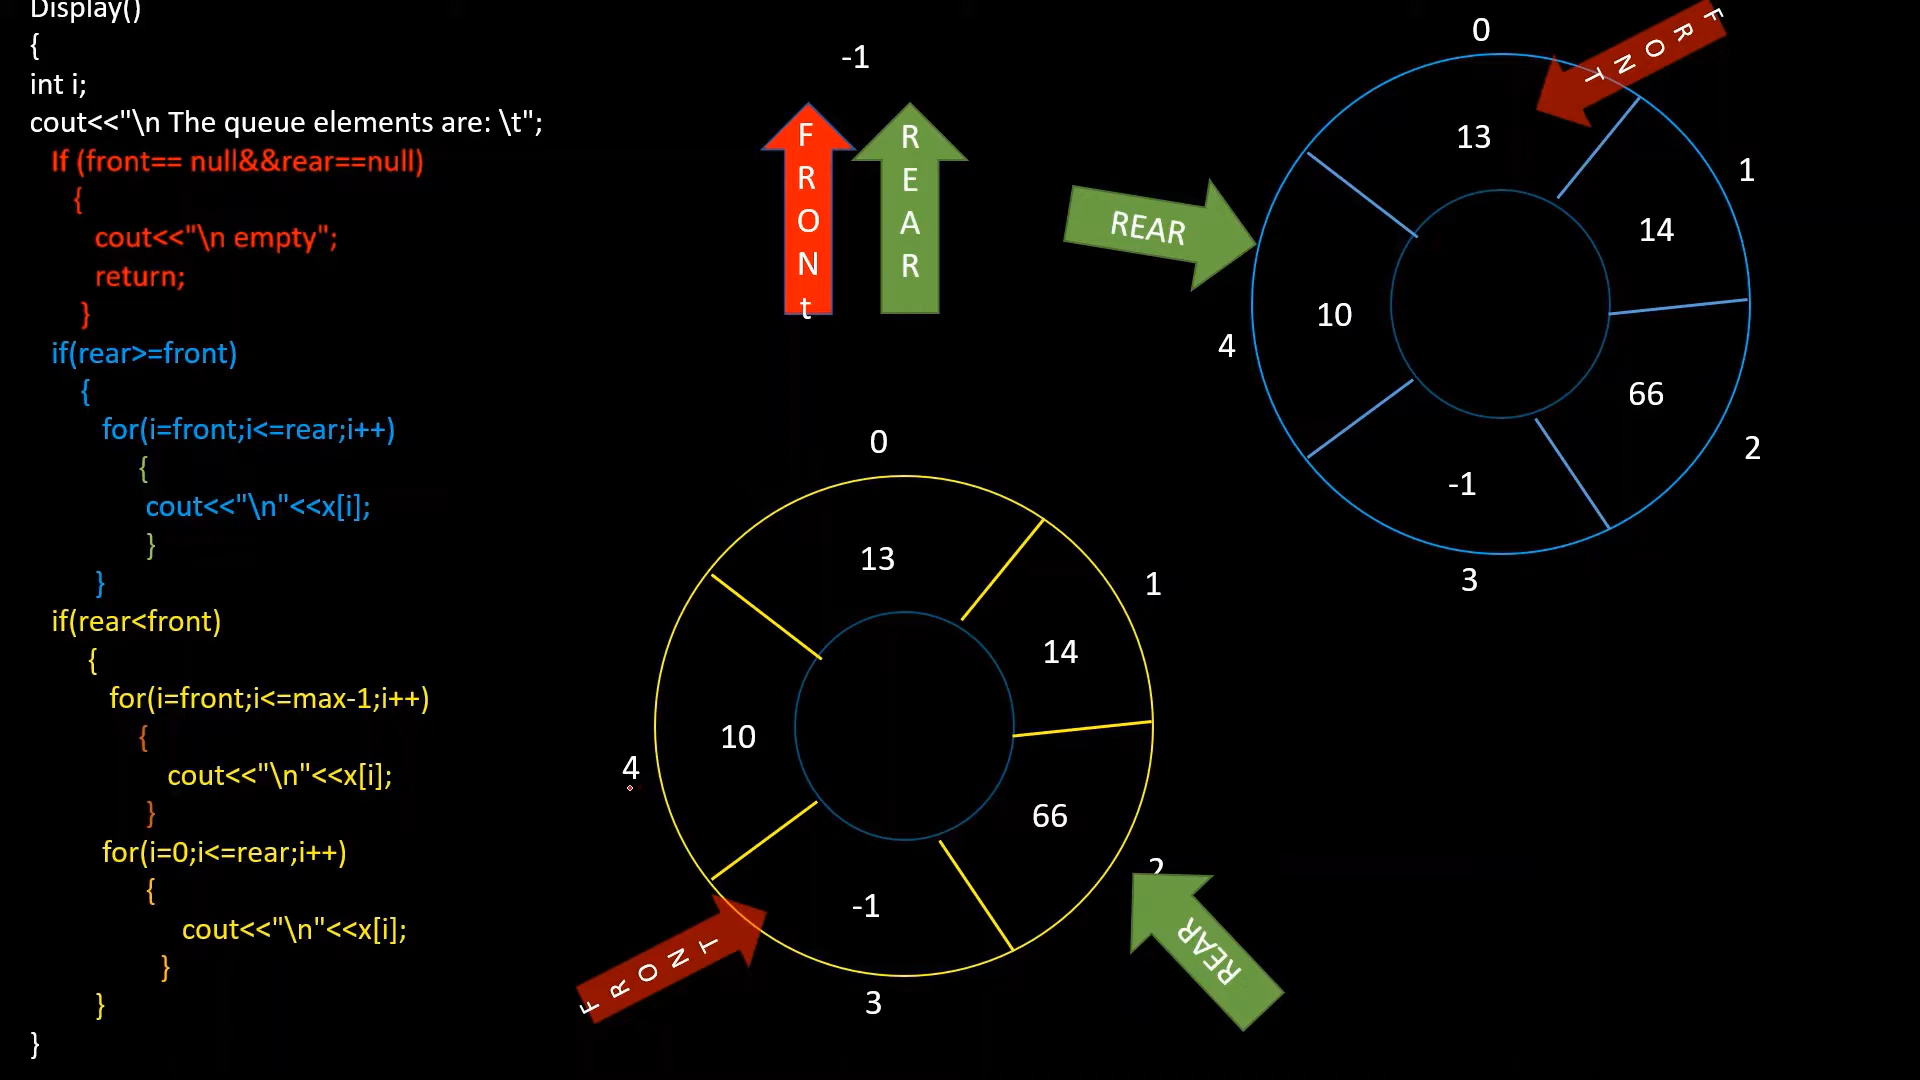 Display()
{
int i;
cout<<"\n The queue elements are: \t";
If (front== null&&rear==null)
{
cout<<"\n empty";
return;
}
if(rear>=front)
{
for(i=front;i<=rear;i++)
{
cout<<"\n"<<x[i];
}
}
if(rear<front)
{
for(i=front;i<=max-1;i++)
{
cout<<"\n"<<x[i];
}
for(i=0;i<=rear;i++)
{
cout<<"\n"<<x[i];
}
}
}
-1
FRONt
REAR
0
FRONT
13
1
REAR
14
10
4
66
2
-1
3
0
13
1
14
10
4
66
2
-1
FRONT
REAR
3